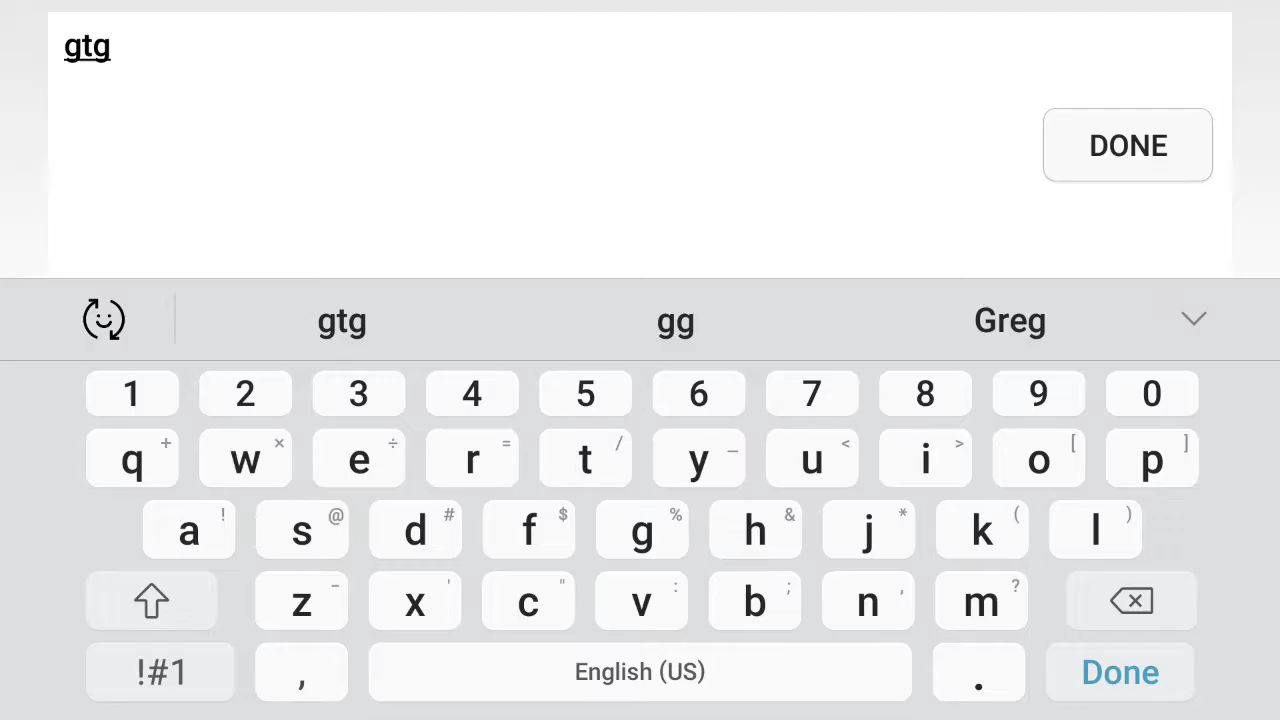 gtg
DONE
gtg gg Greg
1 2 3 4 5 6 7 8 9 0
q + w × e ÷ r = t / y _ u < i > o [ p ]
a ! s @ d # f $ g % h & j * k ( l )
z - x ' c " v : b ; n , m ?
!#1 , English (US) . Done